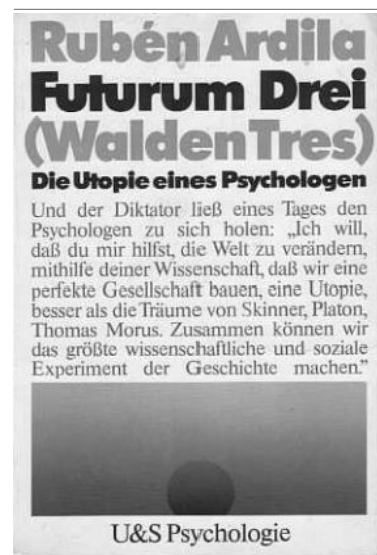 Rubén Ardila
Futurum Drei
(Walden Tres)
Die Utopie eines Psychologen
Und der Diktator ließ eines Tages den
Psychologen zu sich holen: „Ich will,
daß du mir hilfst, die Welt zu verändern,
mithilfe deiner Wissenschaft, daß wir eine
perfekte Gesellschaft bauen, eine Utopie,
besser als die Träume von Skinner, Platon,
Thomas Morus. Zusammen können wir
das größte wissenschaftliche und soziale
Experiment der Geschichte machen.”
U&S Psychologie